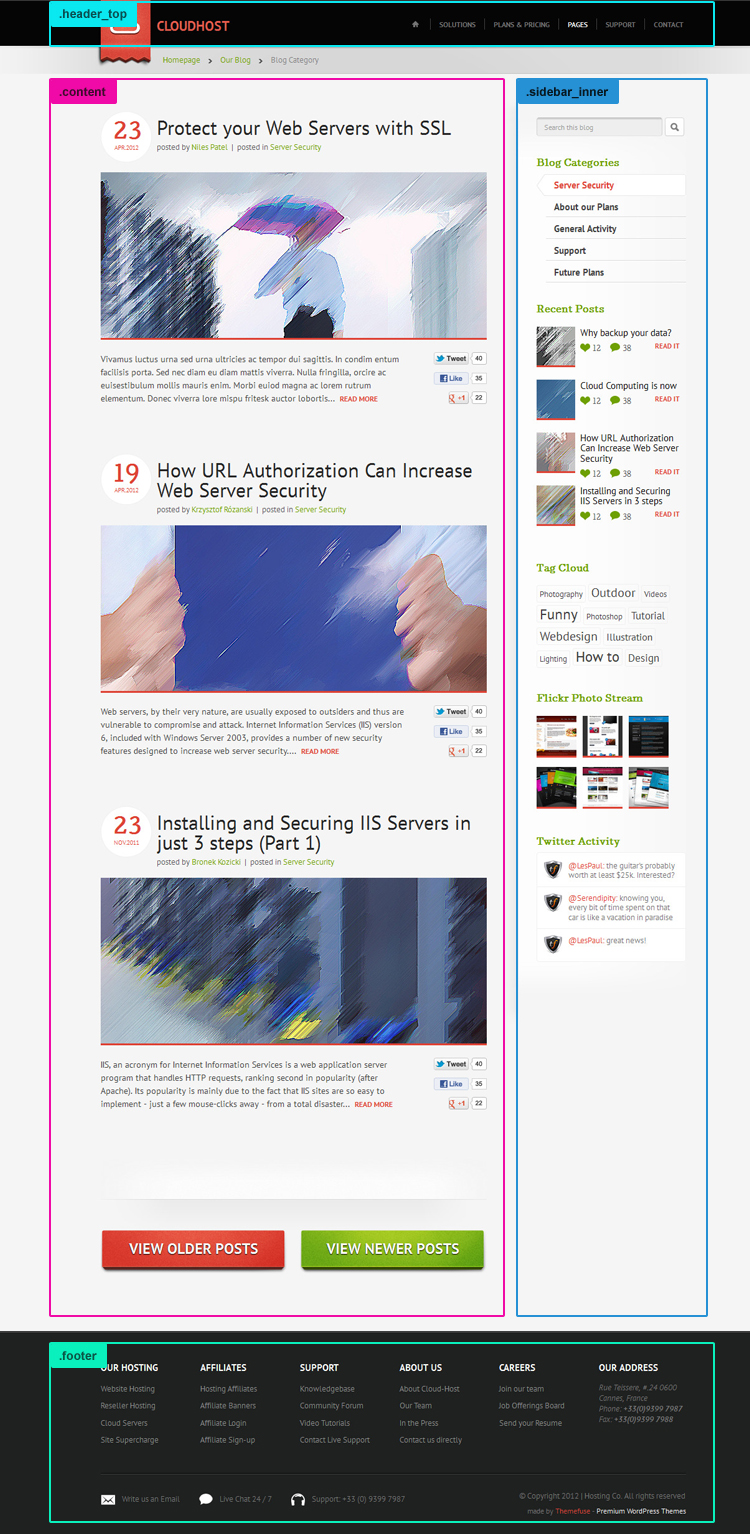 .header_top
CLOUDHOST
SOLUTIONS
PLANS & PRICING
PAGES
SUPPORT
CONTACT
Homepage > Our Blog > Blog Category
.content
23
APR.2012
Protect your Web Servers with SSL
posted by Niles Patel | posted in Server Security
Vivamus luctus urna sed urna ultricies ac tempor dui sagittis. In condim entum
facilisis porta. Sed nec diam eu diam mattis viverra. Nulla fringilla, orcire ac
euisestibulum mollis mauris enim. Morbi euiod magna ac lorem rutrum
elementum. Donec viverra lore mispu fritesk auctor lobortis... READ MORE
Tweet 40
Like 35
+1 22
19
APR.2012
How URL Authorization Can Increase
Web Server Security
posted by Krzysztof Rózanski | posted in Server Security
Web servers, by their very nature, are usually exposed to outsiders and thus are
vulnerable to compromise and attack. Internet Information Services (IIS) version
6, included with Windows Server 2003, provides a number of new security
features designed to increase web server security.... READ MORE
Tweet 40
Like 35
+1 22
23
NOV.2011
Installing and Securing IIS Servers in
just 3 steps (Part 1)
posted by Bronek Kozicki | posted in Server Security
IIS, an acronym for Internet Information Services is a web application server
program that handles HTTP requests, ranking second in popularity (after
Apache). Its popularity is mainly due to the fact that IIS sites are so easy to
implement - just a few mouse-clicks away - from a total disaster... READ MORE
Tweet 40
Like 35
+1 22
VIEW OLDER POSTS
VIEW NEWER POSTS
.sidebar_inner
Search this blog
Blog Categories
Server Security
About our Plans
General Activity
Support
Future Plans
Recent Posts
Why backup your data?
12 38 READ IT
Cloud Computing is now
12 38 READ IT
How URL Authorization
Can Increase Web Server
Security
12 38 READ IT
Installing and Securing
IIS Servers in 3 steps
12 38 READ IT
Tag Cloud
Photography Outdoor Videos
Funny Photoshop Tutorial
Webdesign Illustration
Lighting How to Design
Flickr Photo Stream
Twitter Activity
@LesPaul: the guitar's probably
worth at least $25k. Interested?
@Serendipity: knowing you,
every bit of time spent on that
car is like a vacation in paradise
@LesPaul: great news!
.footer
OUR HOSTING
Website Hosting
Reseller Hosting
Cloud Servers
Site Supercharge
AFFILIATES
Hosting Affiliates
Affiliate Banners
Affiliate Login
Affiliate Sign-up
SUPPORT
Knowledgebase
Community Forum
Video Tutorials
Contact Live Support
ABOUT US
About Cloud-Host
Our Team
In the Press
Contact us directly
CAREERS
Join our team
Job Offerings Board
Send your Resume
OUR ADDRESS
Rue Teissere, #.24 0600
Cannes, France
Phone: +33(0)9399 7987
Fax: +33(0)9399 7988
Write us an Email
Live Chat 24 / 7
Support: +33 (0) 9399 7987
© Copyright 2012 | Hosting Co. All rights reserved
made by Themefuse - Premium WordPress Themes